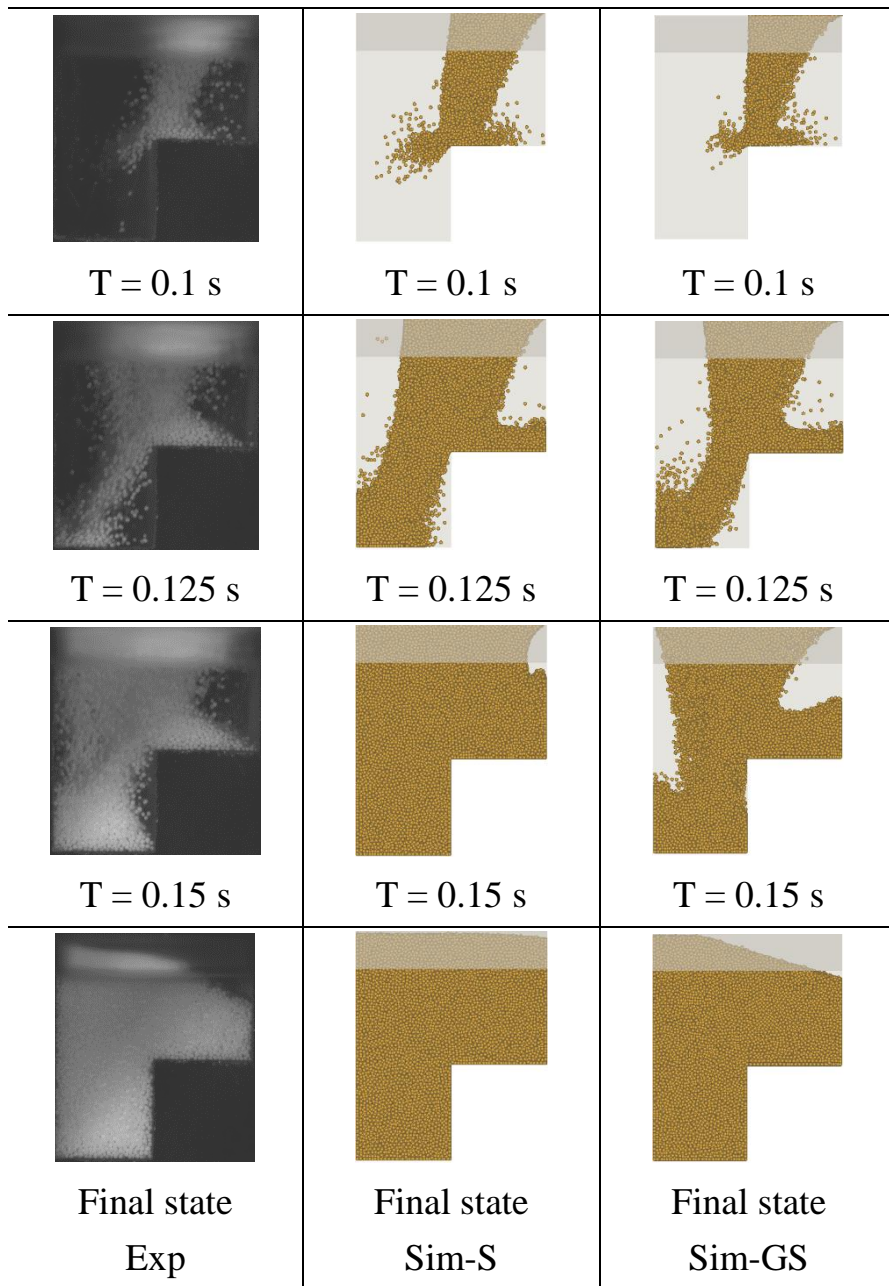 T = 0.1 s
T = 0.1 s
T = 0.1 s
T = 0.125 s
T = 0.125 s
T = 0.125 s
T = 0.15 s
T = 0.15 s
T = 0.15 s
Final state
Final state
Final state
Exp
Sim-S
Sim-GS